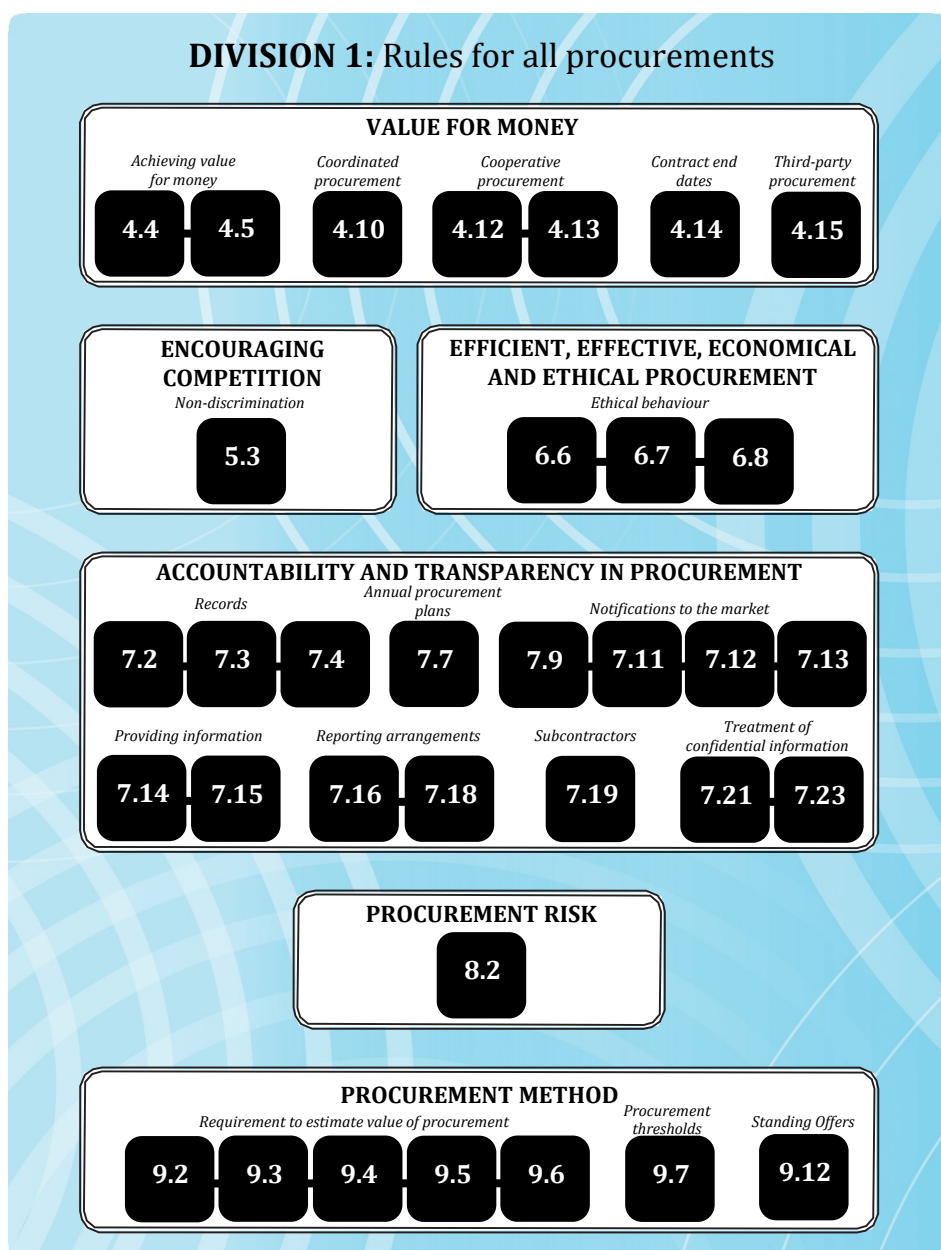 DIVISION 1: Rules for all procurements
VALUE FOR MONEY
Achieving value
for money
Coordinated
procurement
Cooperative
procurement
Contract end
dates
Third-party
procurement
4.4 4.5 4.10 4.12 4.13 4.14 4.15
ENCOURAGING
COMPETITION
Non-discrimination
5.3
EFFICIENT, EFFECTIVE, ECONOMICAL
AND ETHICAL PROCUREMENT
Ethical behaviour
6.6 6.7 6.8
ACCOUNTABILITY AND TRANSPARENCY IN PROCUREMENT
Records
Annual procurement
plans
Notifications to the market
7.2 7.3 7.4 7.7 7.9 7.11 7.12 7.13
Providing information
Reporting arrangements
Subcontractors
Treatment of
confidential information
7.14 7.15 7.16 7.18 7.19 7.21 7.23
PROCUREMENT RISK
8.2
PROCUREMENT METHOD
Requirement to estimate value of procurement
Procurement
thresholds
Standing Offers
9.2 9.3 9.4 9.5 9.6 9.7 9.12